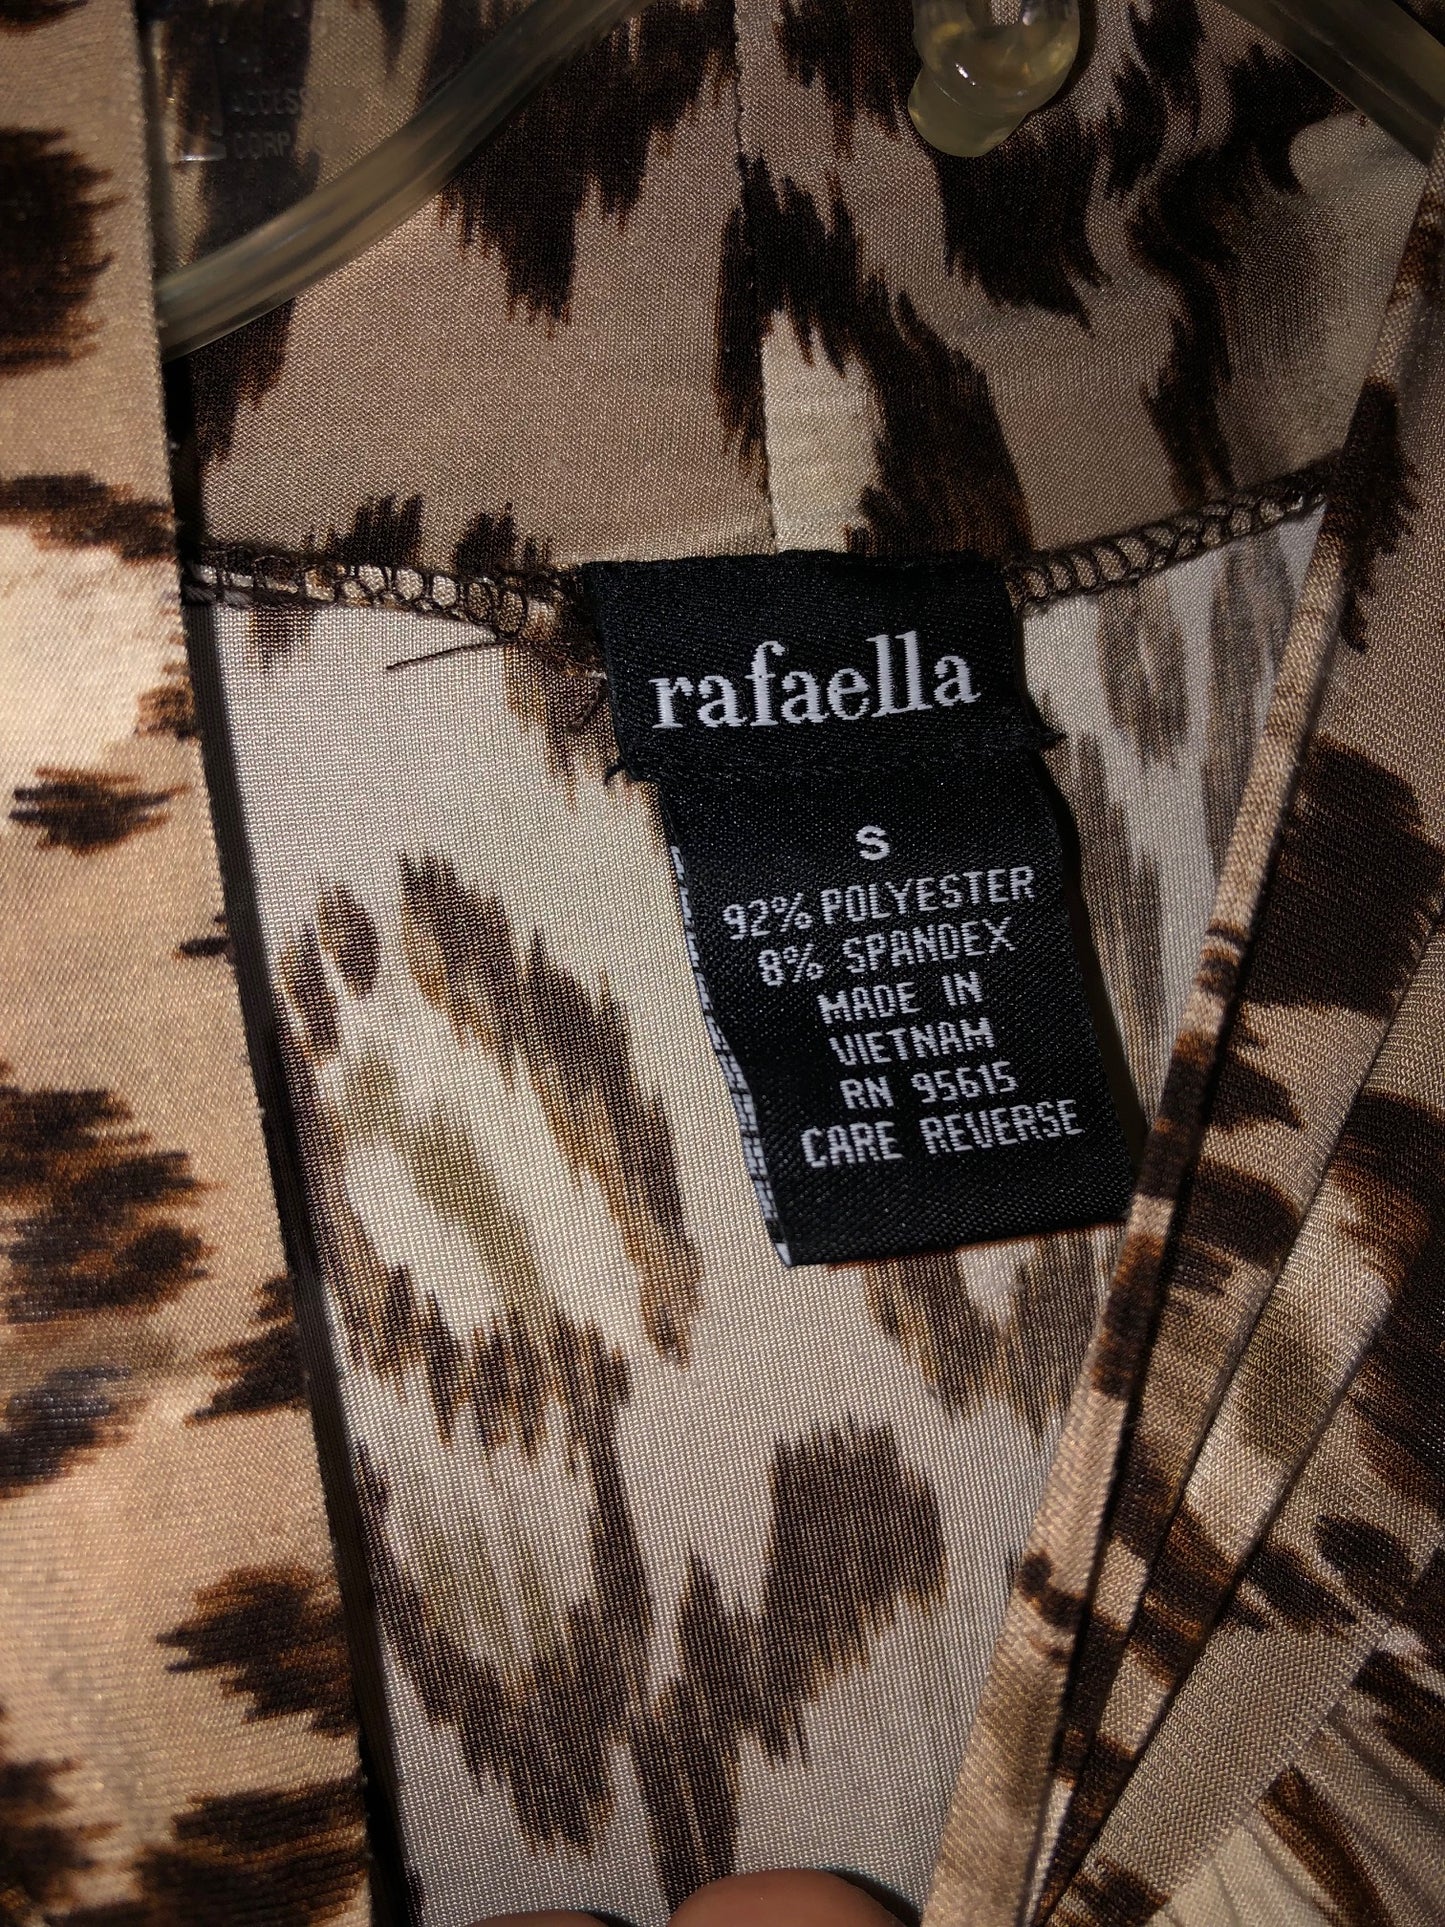 rafaella
S
92% POLYESTER
8% SPANDEX
MADE IN
VIETNAM
RN 95615
CARE REVERSE